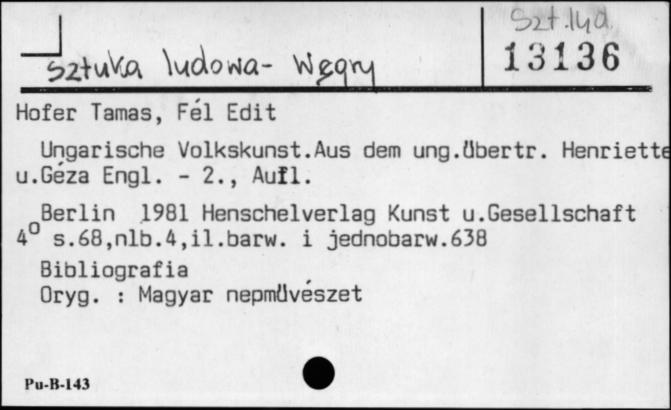 Szt.lud.
Sztuka ludowa- Węgry
13136
Hofer Tamas, Fél Edit
Ungarische Volkskunst.Aus dem ung.Übertr. Henriette
u.Géza Engl. - 2., Aufl.
Berlin 1981 Henschelverlag Kunst u.Gesellschaft
4° s.68,nlb.4,il.barw. i jednobarw.638
Bibliografia
Oryg. : Magyar nepmüvészet
Pu-B-143